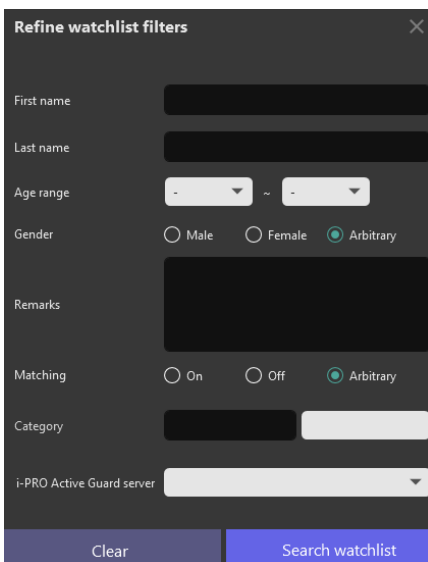 Refine watchlist filters
First name
Last name
Age range - ~ -
Gender Male Female Arbitrary
Remarks
Matching On Off Arbitrary
Category
i-PRO Active Guard server
Clear Search watchlist